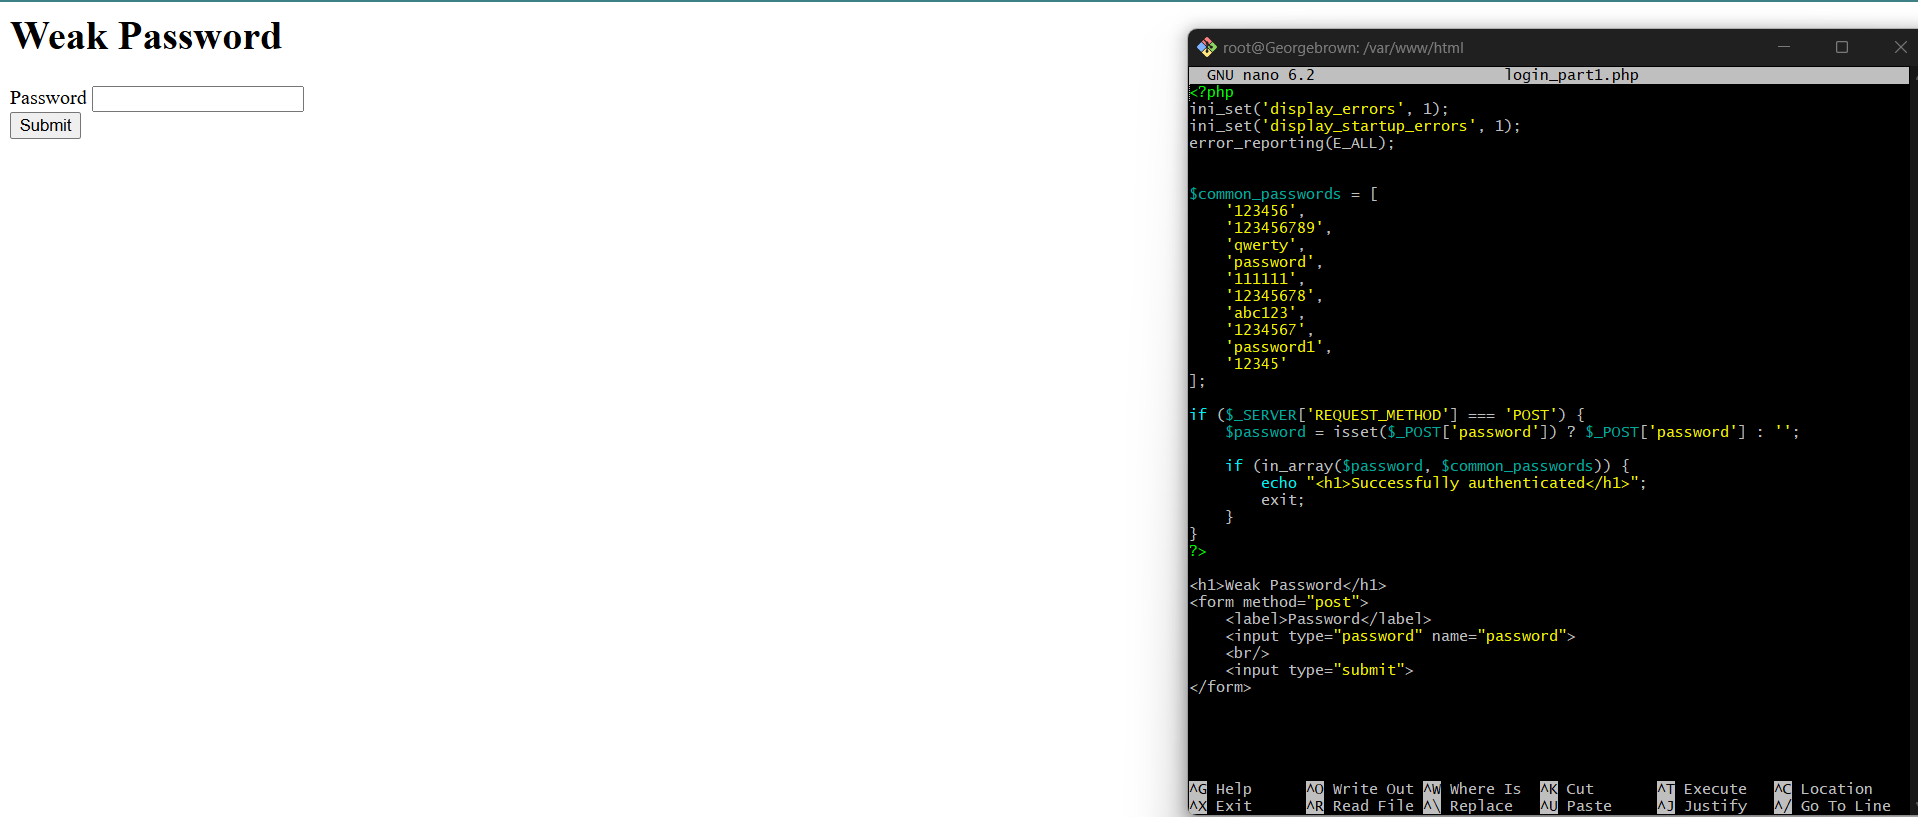 Weak Password
Password
Submit
root@Georgebrown: /var/www/html
GNU nano 6.2 login_part1.php
<?php
ini_set('display_errors', 1);
ini_set('display_startup_errors', 1);
error_reporting(E_ALL);
$common_passwords = [
    '123456',
    '123456789',
    'qwerty',
    'password',
    '111111',
    '12345678',
    'abc123',
    '1234567',
    'password1',
    '12345'
];
if ($_SERVER['REQUEST_METHOD'] === 'POST') {
    $password = isset($_POST['password']) ? $_POST['password'] : '';
    if (in_array($password, $common_passwords)) {
        echo "<h1>Successfully authenticated</h1>";
        exit;
    }
}
?>
<h1>Weak Password</h1>
<form method="post">
    <label>Password</label>
    <input type="password" name="password">
    <br/>
    <input type="submit">
</form>
^G Help ^O Write Out ^W Where Is ^K Cut ^T Execute ^C Location
^X Exit ^R Read File ^\ Replace ^U Paste ^J Justify ^/ Go To Line